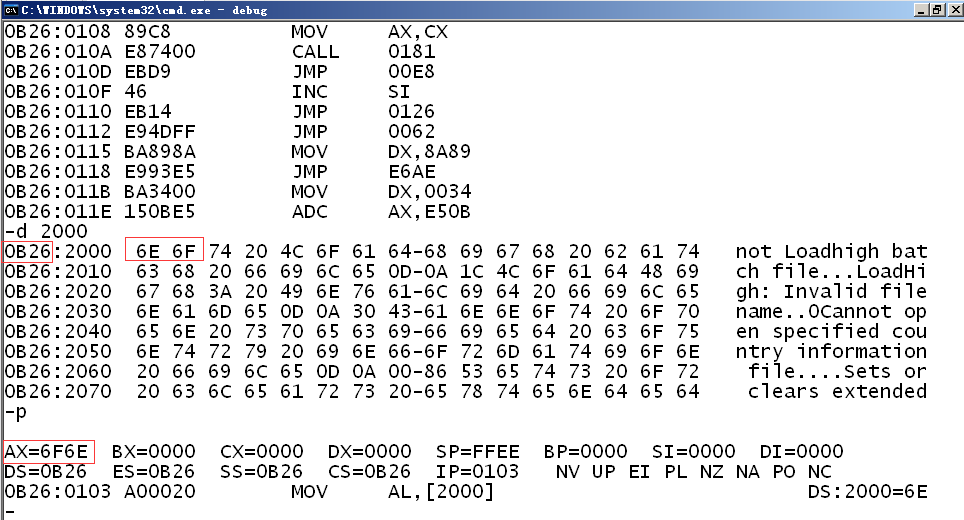 C:\WINDOWS\system32\cmd.exe - debug
0B26:0108 89C8 MOV AX,CX
0B26:010A E87400 CALL 0181
0B26:010D EBD9 JMP 00E8
0B26:010F 46 INC SI
0B26:0110 EB14 JMP 0126
0B26:0112 E94DFF JMP 0062
0B26:0115 BA898A MOV DX,8A89
0B26:0118 E993E5 JMP E6AE
0B26:011B BA3400 MOV DX,0034
0B26:011E 150BE5 ADC AX,E50B
-d 2000
0B26:2000 6E 6F 74 20 4C 6F 61 64-68 69 67 68 20 62 61 74 not Loadhigh bat
0B26:2010 63 68 20 66 69 6C 65 0D-0A 1C 4C 6F 61 64 48 69 ch file...LoadHi
0B26:2020 67 68 3A 20 49 6E 76 61-6C 69 64 20 66 69 6C 65 gh: Invalid file
0B26:2030 6E 61 6D 65 0D 0A 30 43-61 6E 6E 6F 74 20 6F 70 name..0Cannot op
0B26:2040 65 6E 20 73 70 65 63 69-66 69 65 64 20 63 6F 75 en specified cou
0B26:2050 6E 74 72 79 20 69 6E 66-6F 72 6D 61 74 69 6F 6E ntry information
0B26:2060 20 66 69 6C 65 0D 0A 00-86 53 65 74 73 20 6F 72 file....Sets or
0B26:2070 20 63 6C 65 61 72 73 20-65 78 74 65 6E 64 65 64 clears extended
-p
AX=6F6E BX=0000 CX=0000 DX=0000 SP=FFEE BP=0000 SI=0000 DI=0000
DS=0B26 ES=0B26 SS=0B26 CS=0B26 IP=0103 NV UP EI PL NZ NA PO NC
0B26:0103 A00020 MOV AL,[2000] DS:2000=6E
-